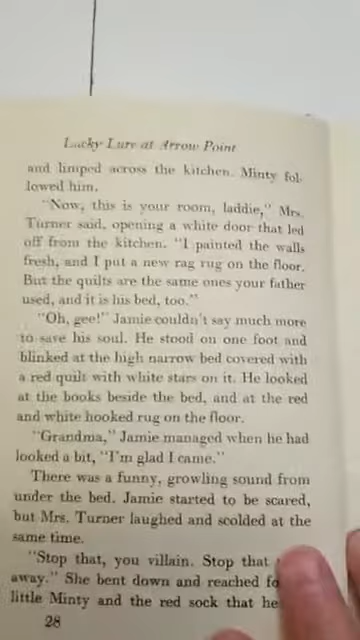 Lucky Lure at Arrow Point
and limped across the kitchen. Minty fol-
lowed him.
"Now, this is your room, laddie," Mrs.
Turner said, opening a white door that led
off from the kitchen. "I painted the walls
fresh, and I put a new rag rug on the floor.
But the quilts are the same ones your father
used, and it is his bed, too."
"Oh, gee!" Jamie couldn't say much more
to save his soul. He stood on one foot and
blinked at the high narrow bed covered with
a red quilt with white stars on it. He looked
at the books beside the bed, and at the red
and white hooked rug on the floor.
"Grandma," Jamie managed when he had
looked a bit, "I'm glad I came."
There was a funny, growling sound from
under the bed. Jamie started to be scared,
but Mrs. Turner laughed and scolded at the
same time.
"Stop that, you villain. Stop that
away." She bent down and reached fo
little Minty and the red sock that he
28